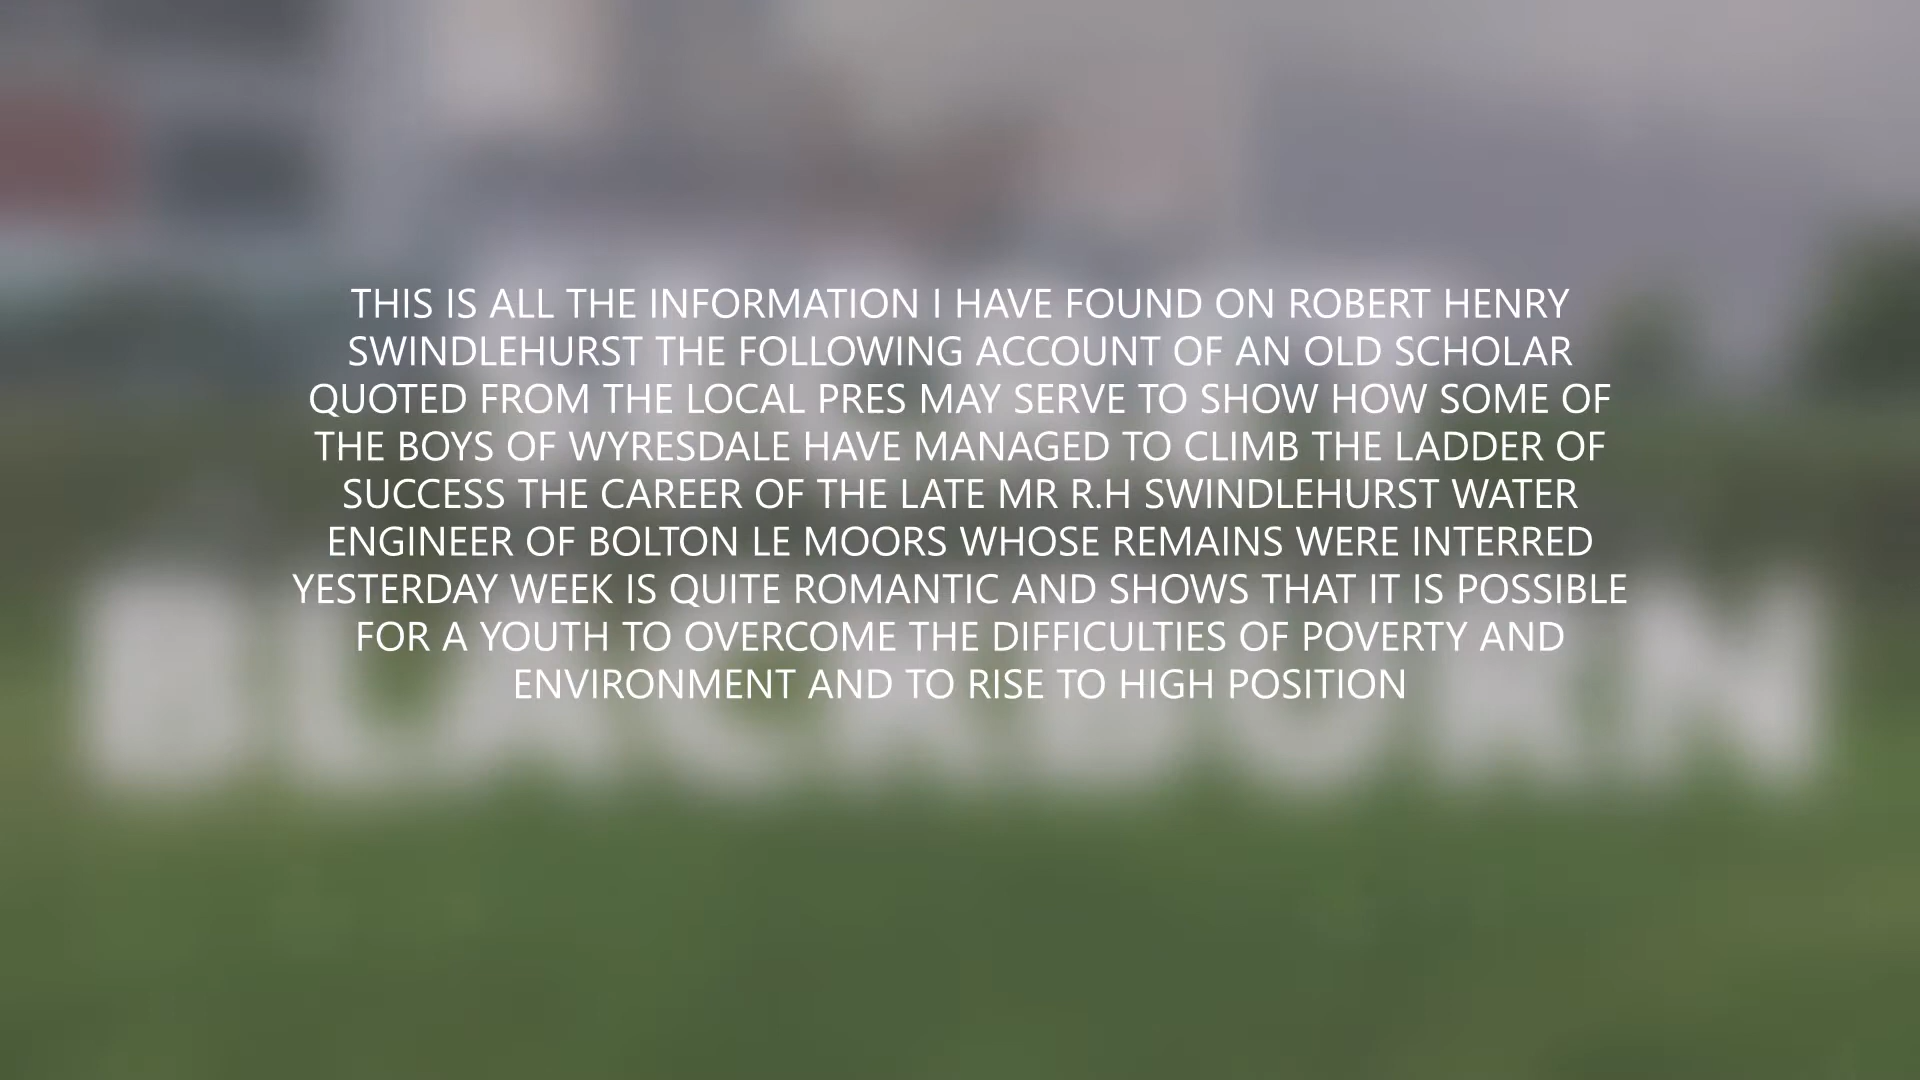 THIS IS ALL THE INFORMATION I HAVE FOUND ON ROBERT HENRY
SWINDLEHURST THE FOLLOWING ACCOUNT OF AN OLD SCHOLAR
QUOTED FROM THE LOCAL PRES MAY SERVE TO SHOW HOW SOME OF
THE BOYS OF WYRESDALE HAVE MANAGED TO CLIMB THE LADDER OF
SUCCESS THE CAREER OF THE LATE MR R.H SWINDLEHURST WATER
ENGINEER OF BOLTON LE MOORS WHOSE REMAINS WERE INTERRED
YESTERDAY WEEK IS QUITE ROMANTIC AND SHOWS THAT IT IS POSSIBLE
FOR A YOUTH TO OVERCOME THE DIFFICULTIES OF POVERTY AND
ENVIRONMENT AND TO RISE TO HIGH POSITION